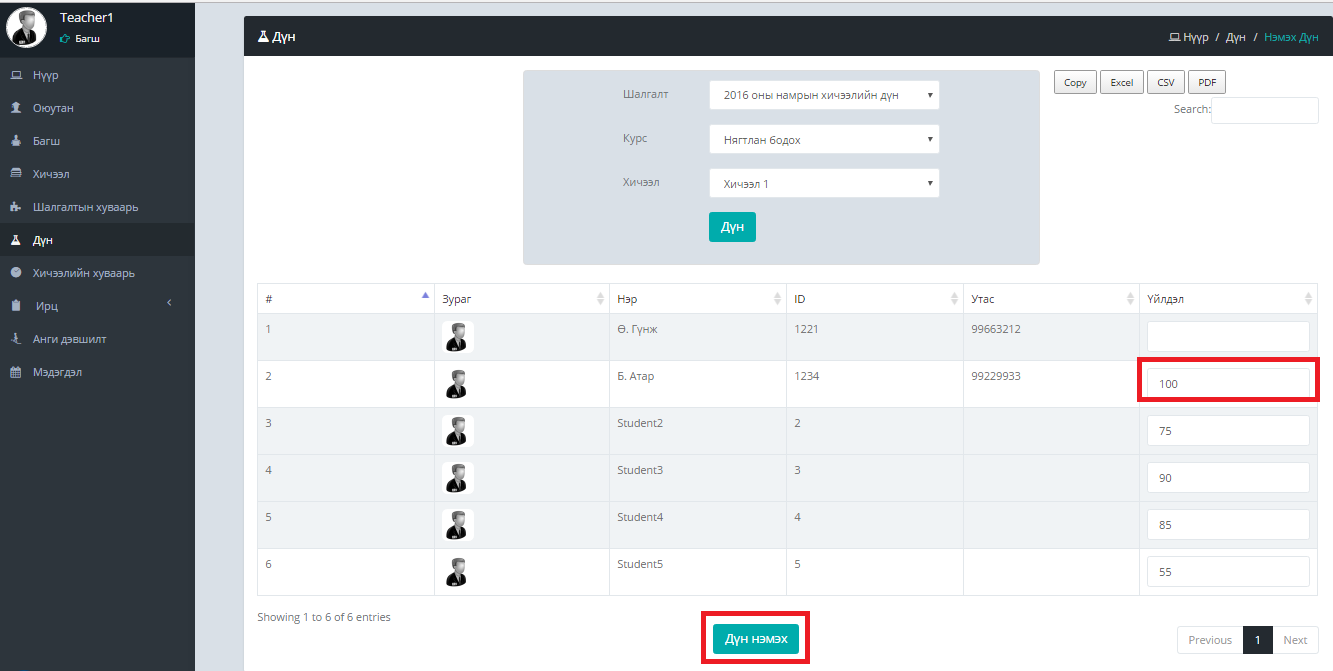 Teacher1
Багш
Нүүр
Оюутан
Багш
Хичээл
Шалгалтын хуваарь
Дүн
Хичээлийн хуваарь
Ирц
Анги дэвшилт
Мэдэгдэл
Дүн
Нүүр / Дүн / Нэмэх Дүн
Шалгалт 2016 оны намрын хичээлийн дүн
Курс Нягтлан бодох
Хичээл Хичээл 1
Дүн
Copy Excel CSV PDF
Search:
# Зураг Нэр ID Утас Үйлдэл
1 Ө. Гүнж 1221 99663212
2 Б. Атар 1234 99229933 100
3 Student2 2 75
4 Student3 3 90
5 Student4 4 85
6 Student5 5 55
Showing 1 to 6 of 6 entries
Дүн нэмэх
Previous 1 Next